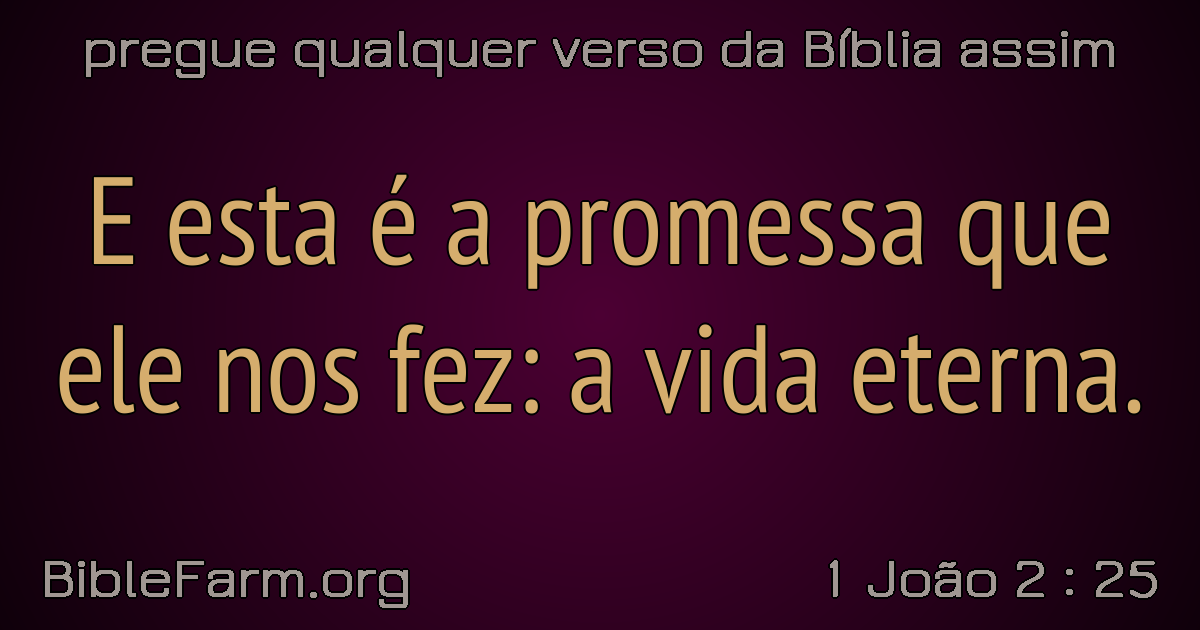 pregue qualquer verso da Bíblia assim
E esta é a promessa que
ele nos fez: a vida eterna.
BibleFarm.org
1 João 2 : 25